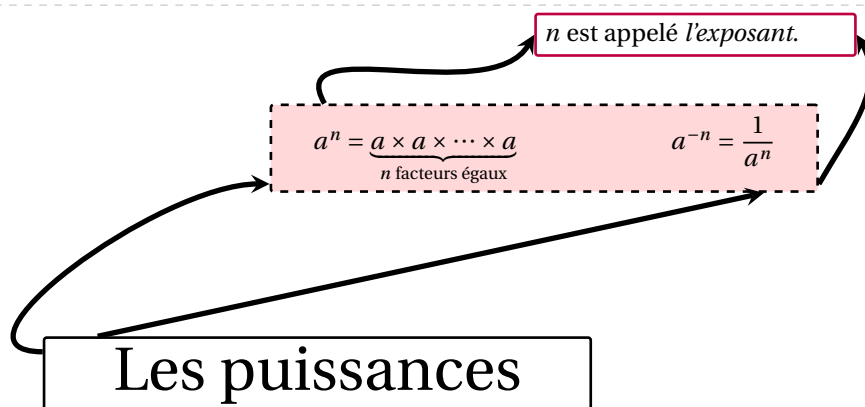 n est appelé l'exposant.
aⁿ = a × a × ⋯ × a
n facteurs égaux
a⁻ⁿ = 1/aⁿ
Les puissances